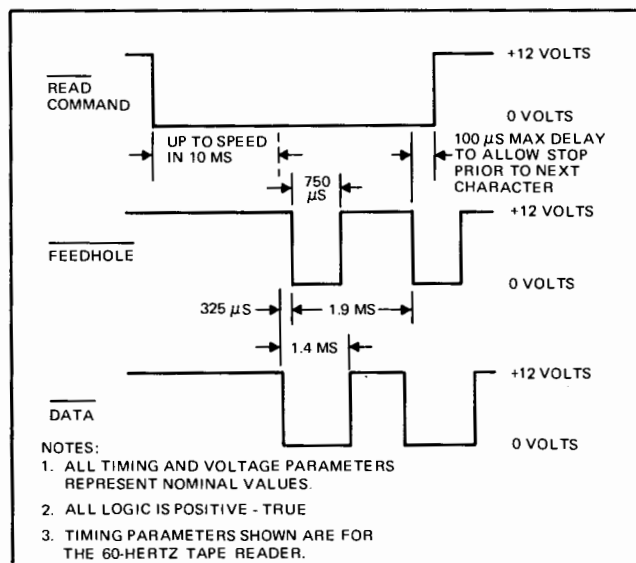 +12 VOLTS
READ
COMMAND
0 VOLTS
UP TO SPEED
IN 10 MS
100 µS MAX DELAY
TO ALLOW STOP
PRIOR TO NEXT
CHARACTER
750
µS
+12 VOLTS
FEEDHOLE
0 VOLTS
325 µS
1.9 MS
1.4 MS
+12 VOLTS
DATA
0 VOLTS
NOTES:
1. ALL TIMING AND VOLTAGE PARAMETERS
REPRESENT NOMINAL VALUES.
2. ALL LOGIC IS POSITIVE - TRUE
3. TIMING PARAMETERS SHOWN ARE FOR
THE 60-HERTZ TAPE READER.